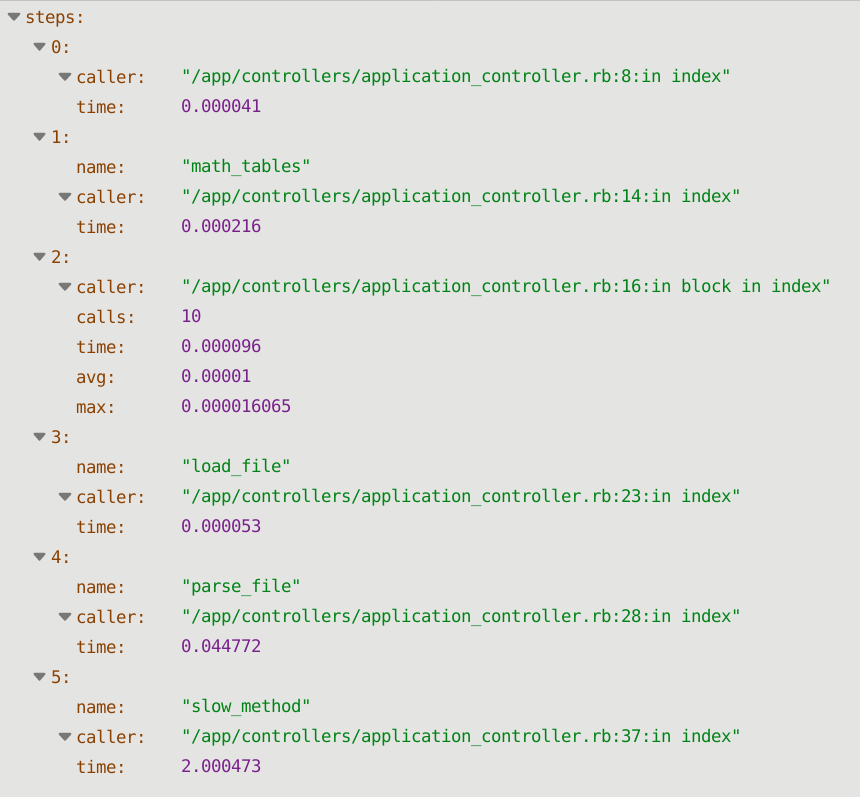 steps:
0:
caller: "/app/controllers/application_controller.rb:8:in index"
time: 0.000041
1:
name: "math_tables"
caller: "/app/controllers/application_controller.rb:14:in index"
time: 0.000216
2:
caller: "/app/controllers/application_controller.rb:16:in block in index"
calls: 10
time: 0.000096
avg: 0.00001
max: 0.000016065
3:
name: "load_file"
caller: "/app/controllers/application_controller.rb:23:in index"
time: 0.000053
4:
name: "parse_file"
caller: "/app/controllers/application_controller.rb:28:in index"
time: 0.044772
5:
name: "slow_method"
caller: "/app/controllers/application_controller.rb:37:in index"
time: 2.000473